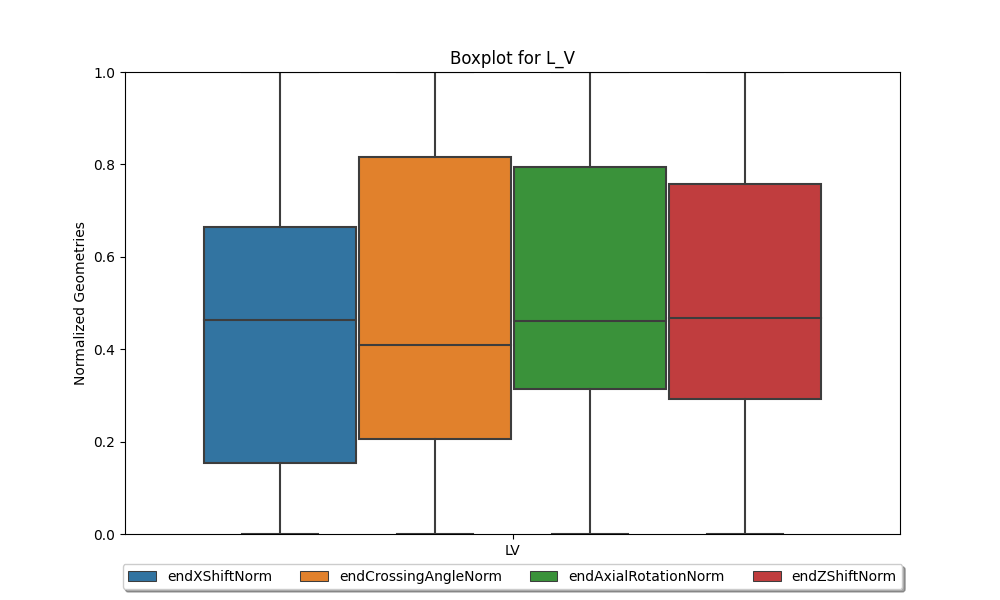 Boxplot for L_V
1.0
0.8
0.6
0.4
0.2
0.0
Normalized Geometries
LV
endXShiftNorm endCrossingAngleNorm endAxialRotationNorm endZShiftNorm